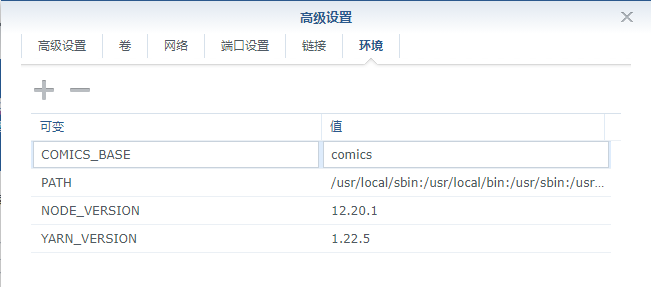 高级设置
高级设置 卷 网络 端口设置 链接 环境
可变 值
COMICS_BASE comics
PATH /usr/local/sbin:/usr/local/bin:/usr/sbin:/usr...
NODE_VERSION 12.20.1
YARN_VERSION 1.22.5